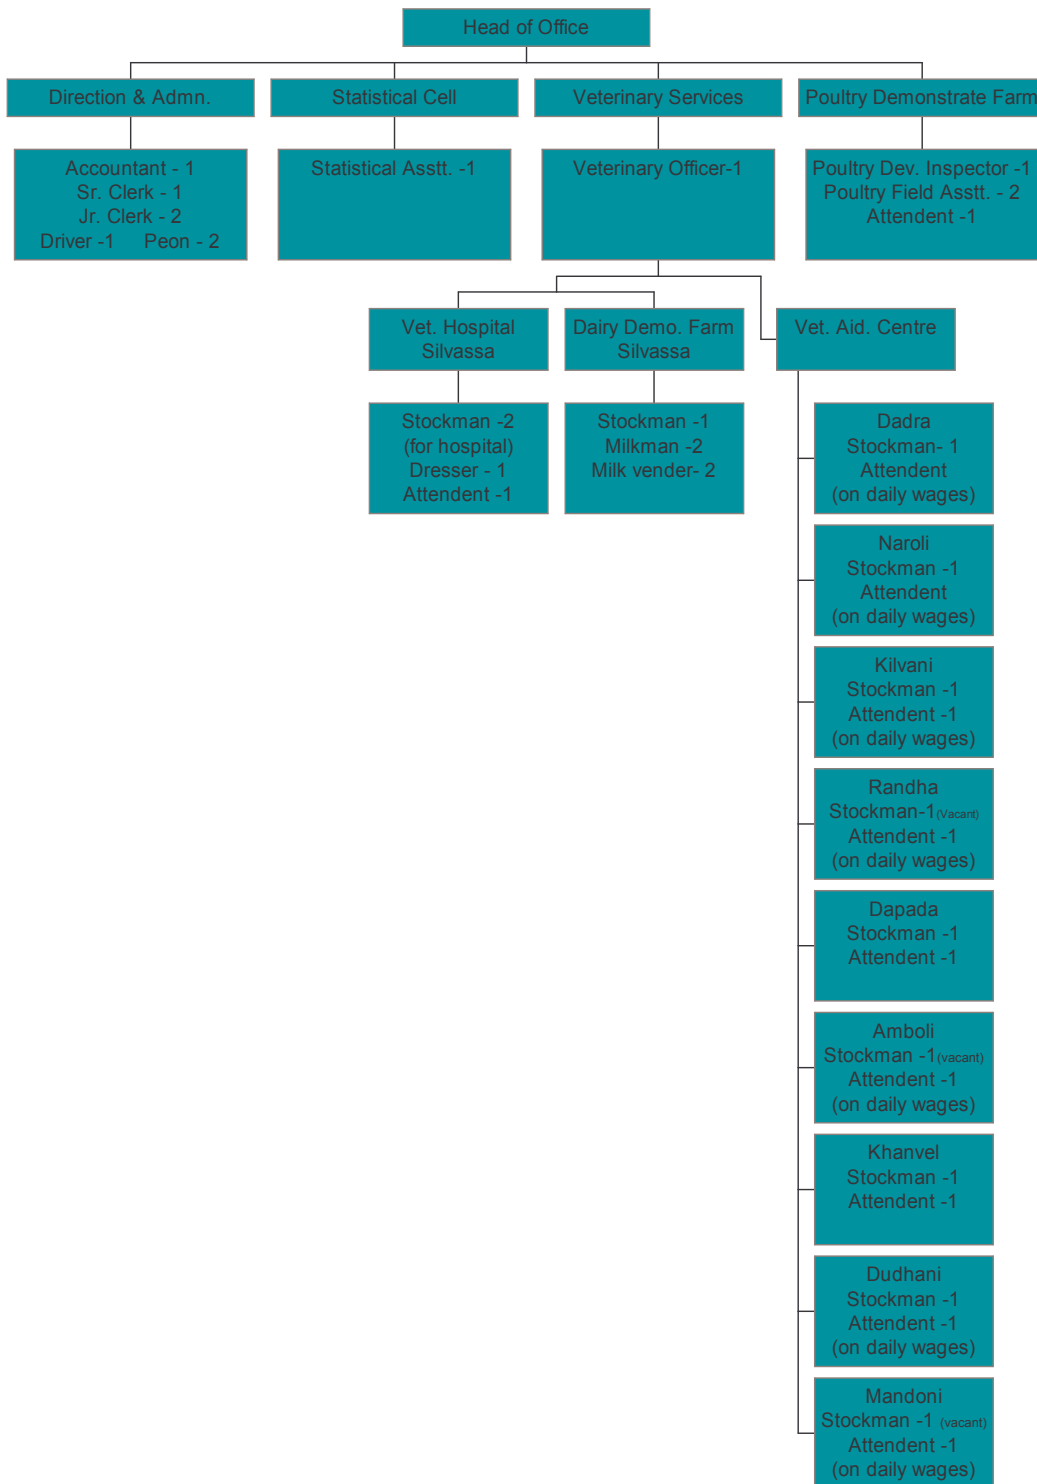 Head of Office
Direction & Admn.
Statistical Cell
Veterinary Services
Poultry Demonstrate Farm
Accountant - 1
Sr. Clerk - 1
Jr. Clerk - 2
Driver -1 Peon - 2
Statistical Asstt. -1
Veterinary Officer-1
Poultry Dev. Inspector -1
Poultry Field Asstt. - 2
Attendent -1
Vet. Hospital
Silvassa
Dairy Demo. Farm
Silvassa
Vet. Aid. Centre
Stockman -2
(for hospital)
Dresser - 1
Attendent -1
Stockman -1
Milkman -2
Milk vender- 2
Dadra
Stockman- 1
Attendent
(on daily wages)
Naroli
Stockman -1
Attendent
(on daily wages)
Kilvani
Stockman -1
Attendent -1
(on daily wages)
Randha
Stockman-1(Vacant)
Attendent -1
(on daily wages)
Dapada
Stockman -1
Attendent -1
Amboli
Stockman -1(vacant)
Attendent -1
(on daily wages)
Khanvel
Stockman -1
Attendent -1
Dudhani
Stockman -1
Attendent -1
(on daily wages)
Mandoni
Stockman -1 (vacant)
Attendent -1
(on daily wages)